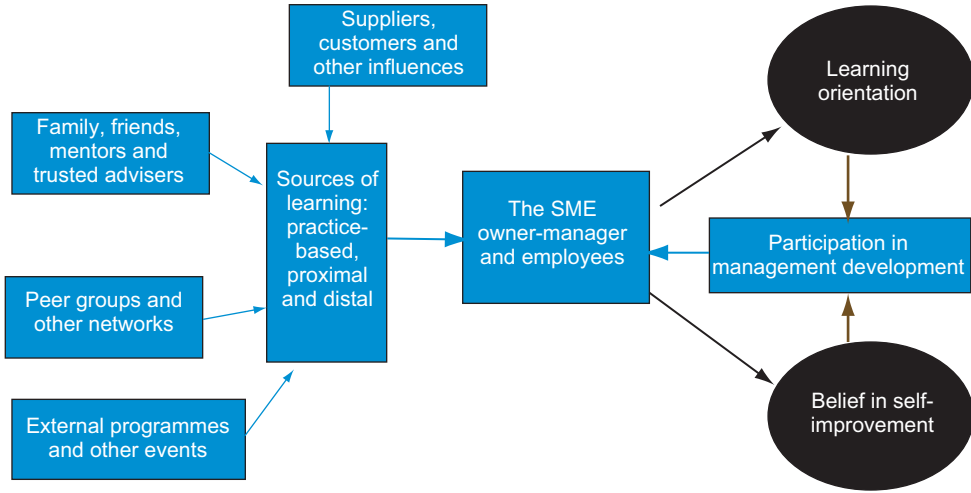 Suppliers,
customers and
other influences
Family, friends,
mentors and
trusted advisers
Peer groups and
other networks
External programmes
and other events
Sources of
learning:
practice-
based,
proximal
and distal
The SME
owner-manager
and employees
Learning
orientation
Participation in
management development
Belief in self-
improvement